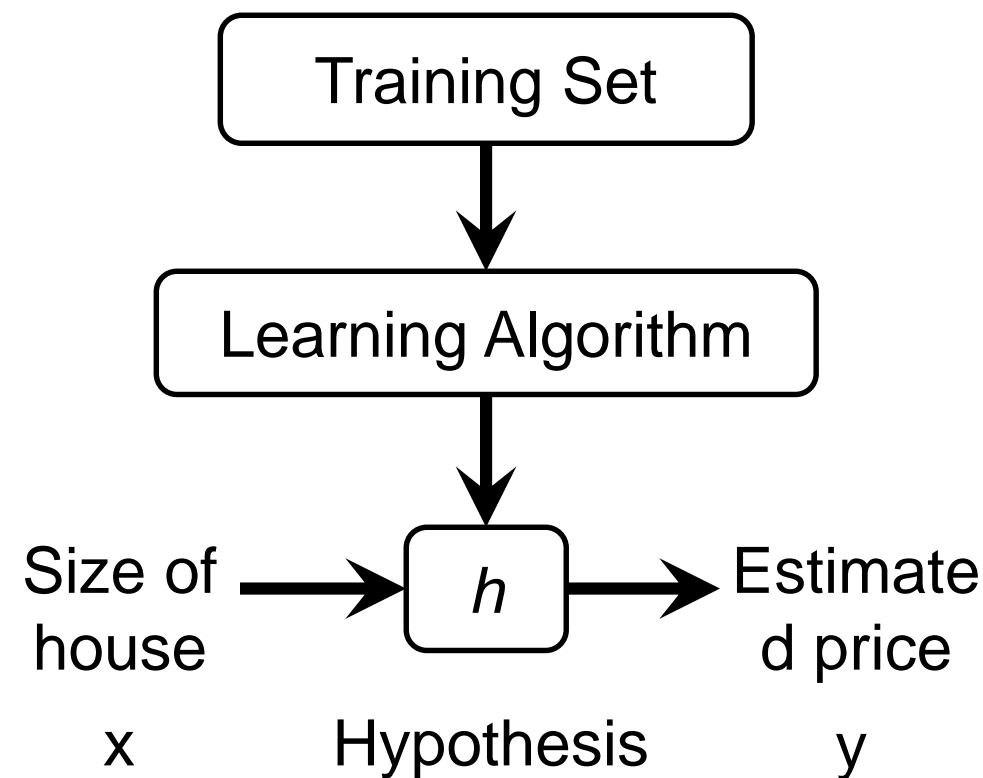 Training Set
Learning Algorithm
Size of
house
h
Estimate
d price
x
Hypothesis
y